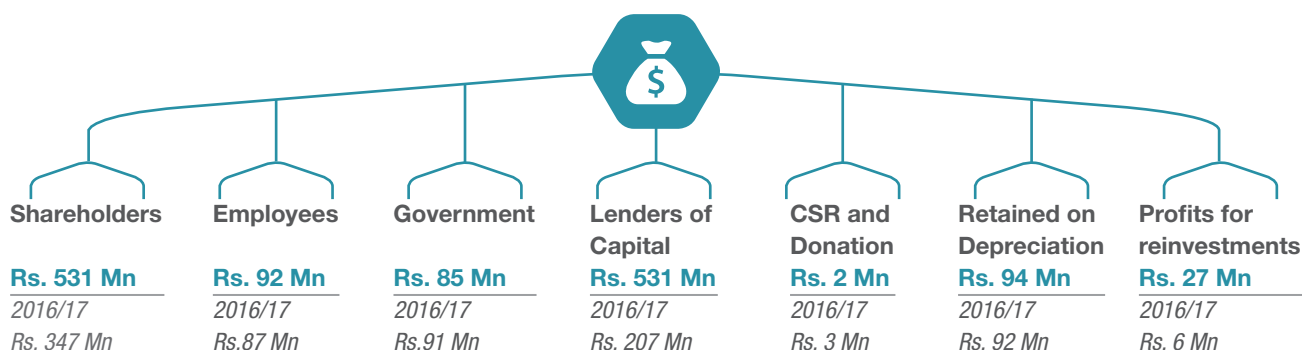 $
Shareholders
Rs. 531 Mn
2016/17
Rs. 347 Mn
Employees
Rs. 92 Mn
2016/17
Rs.87 Mn
Government
Rs. 85 Mn
2016/17
Rs.91 Mn
Lenders of
Capital
Rs. 531 Mn
2016/17
Rs. 207 Mn
CSR and
Donation
Rs. 2 Mn
2016/17
Rs. 3 Mn
Retained on
Depreciation
Rs. 94 Mn
2016/17
Rs. 92 Mn
Profits for
reinvestments
Rs. 27 Mn
2016/17
Rs. 6 Mn